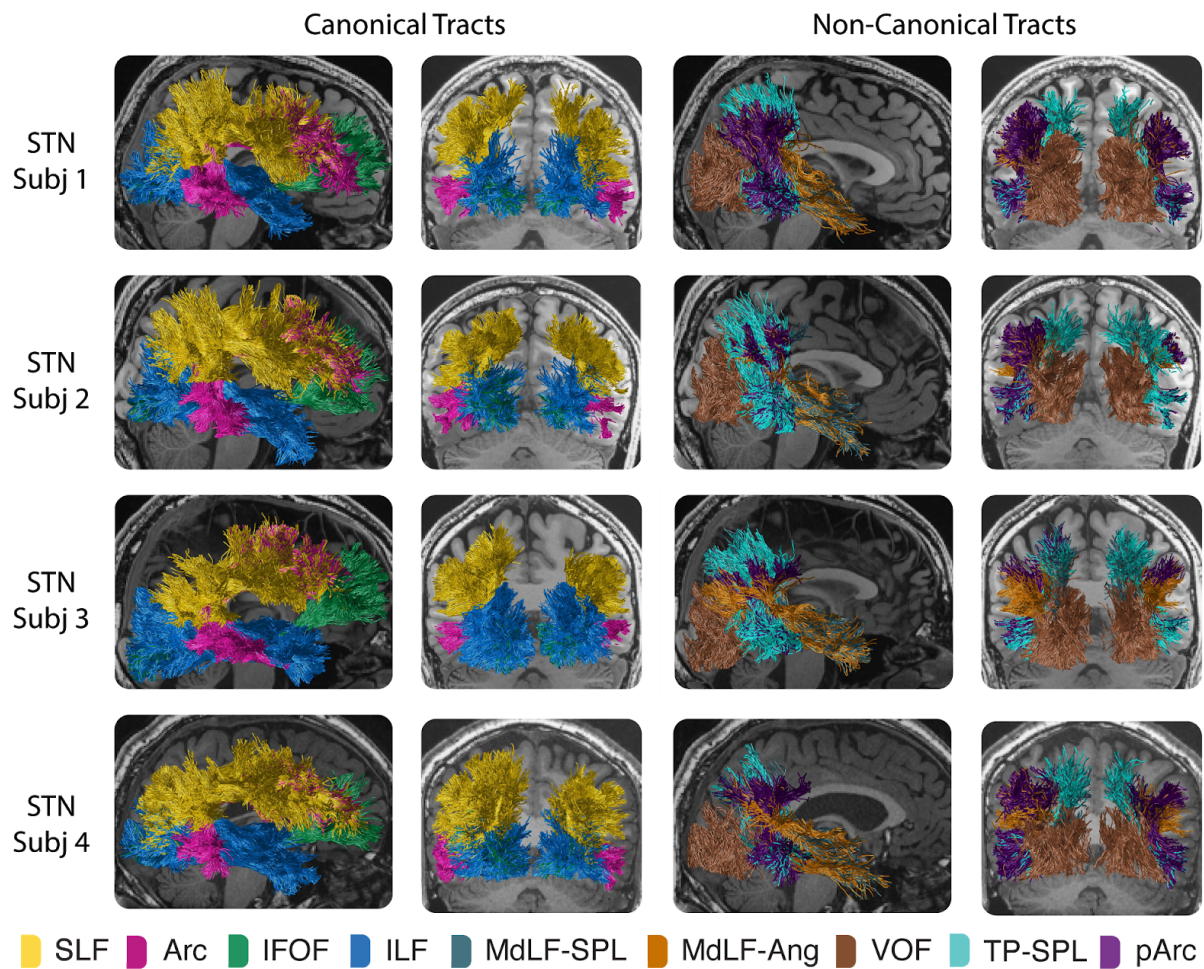 Canonical Tracts
Non-Canonical Tracts
STN
Subj 1
STN
Subj 2
STN
Subj 3
STN
Subj 4
SLF Arc IFOF ILF MdLF-SPL MdLF-Ang VOF TP-SPL pArc